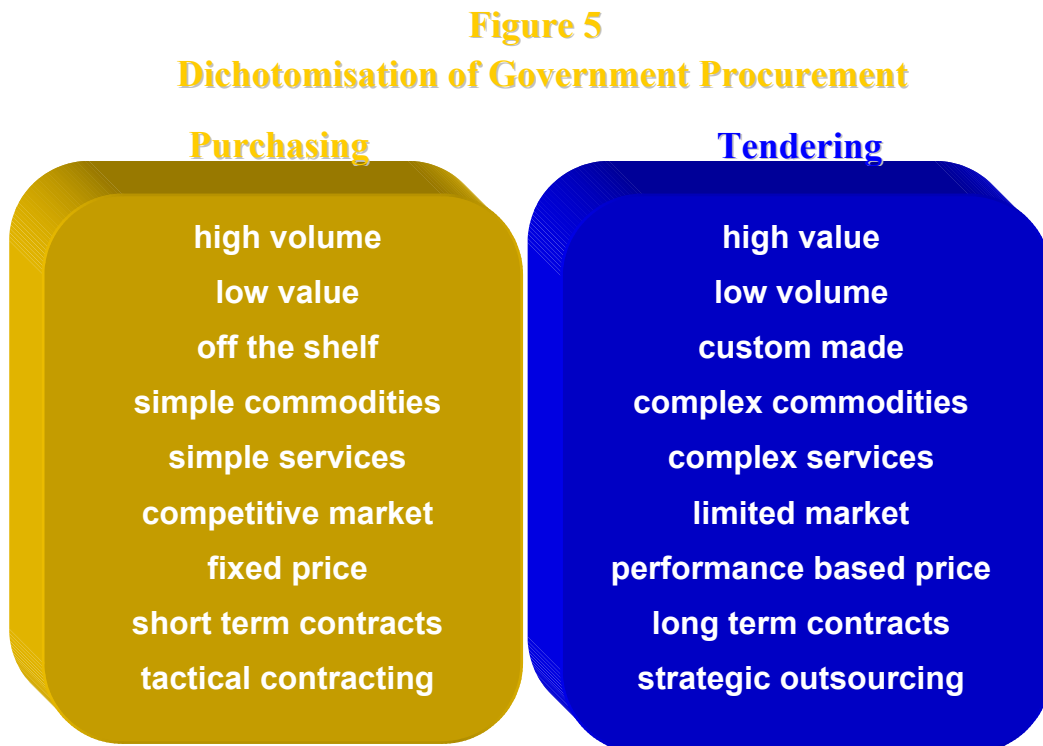 Figure 5
Dichotomisation of Government Procurement
Purchasing
high volume
low value
off the shelf
simple commodities
simple services
competitive market
fixed price
short term contracts
tactical contracting
Tendering
high value
low volume
custom made
complex commodities
complex services
limited market
performance based price
long term contracts
strategic outsourcing